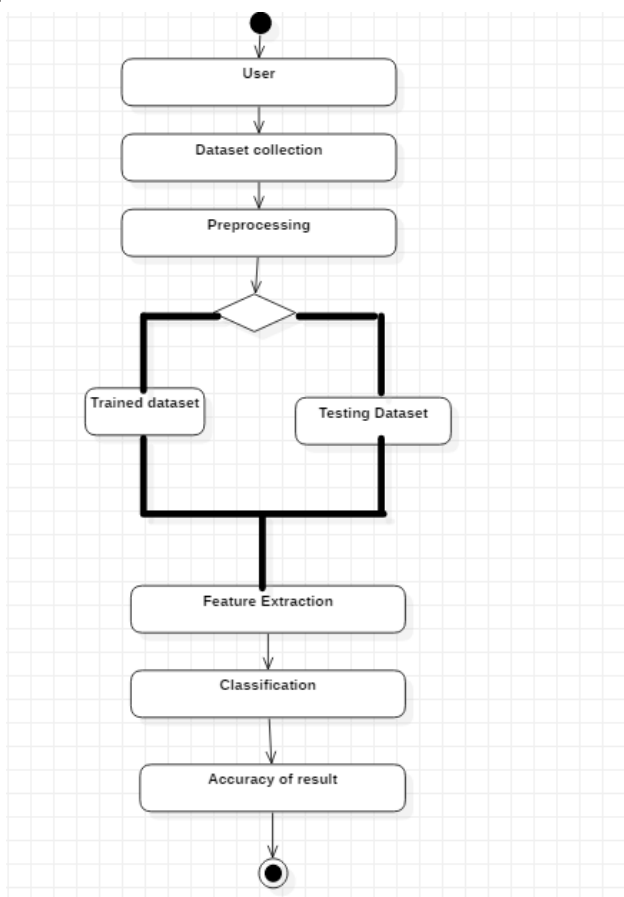 User
Dataset collection
Preprocessing
Trained dataset
Testing Dataset
Feature Extraction
Classification
Accuracy of result